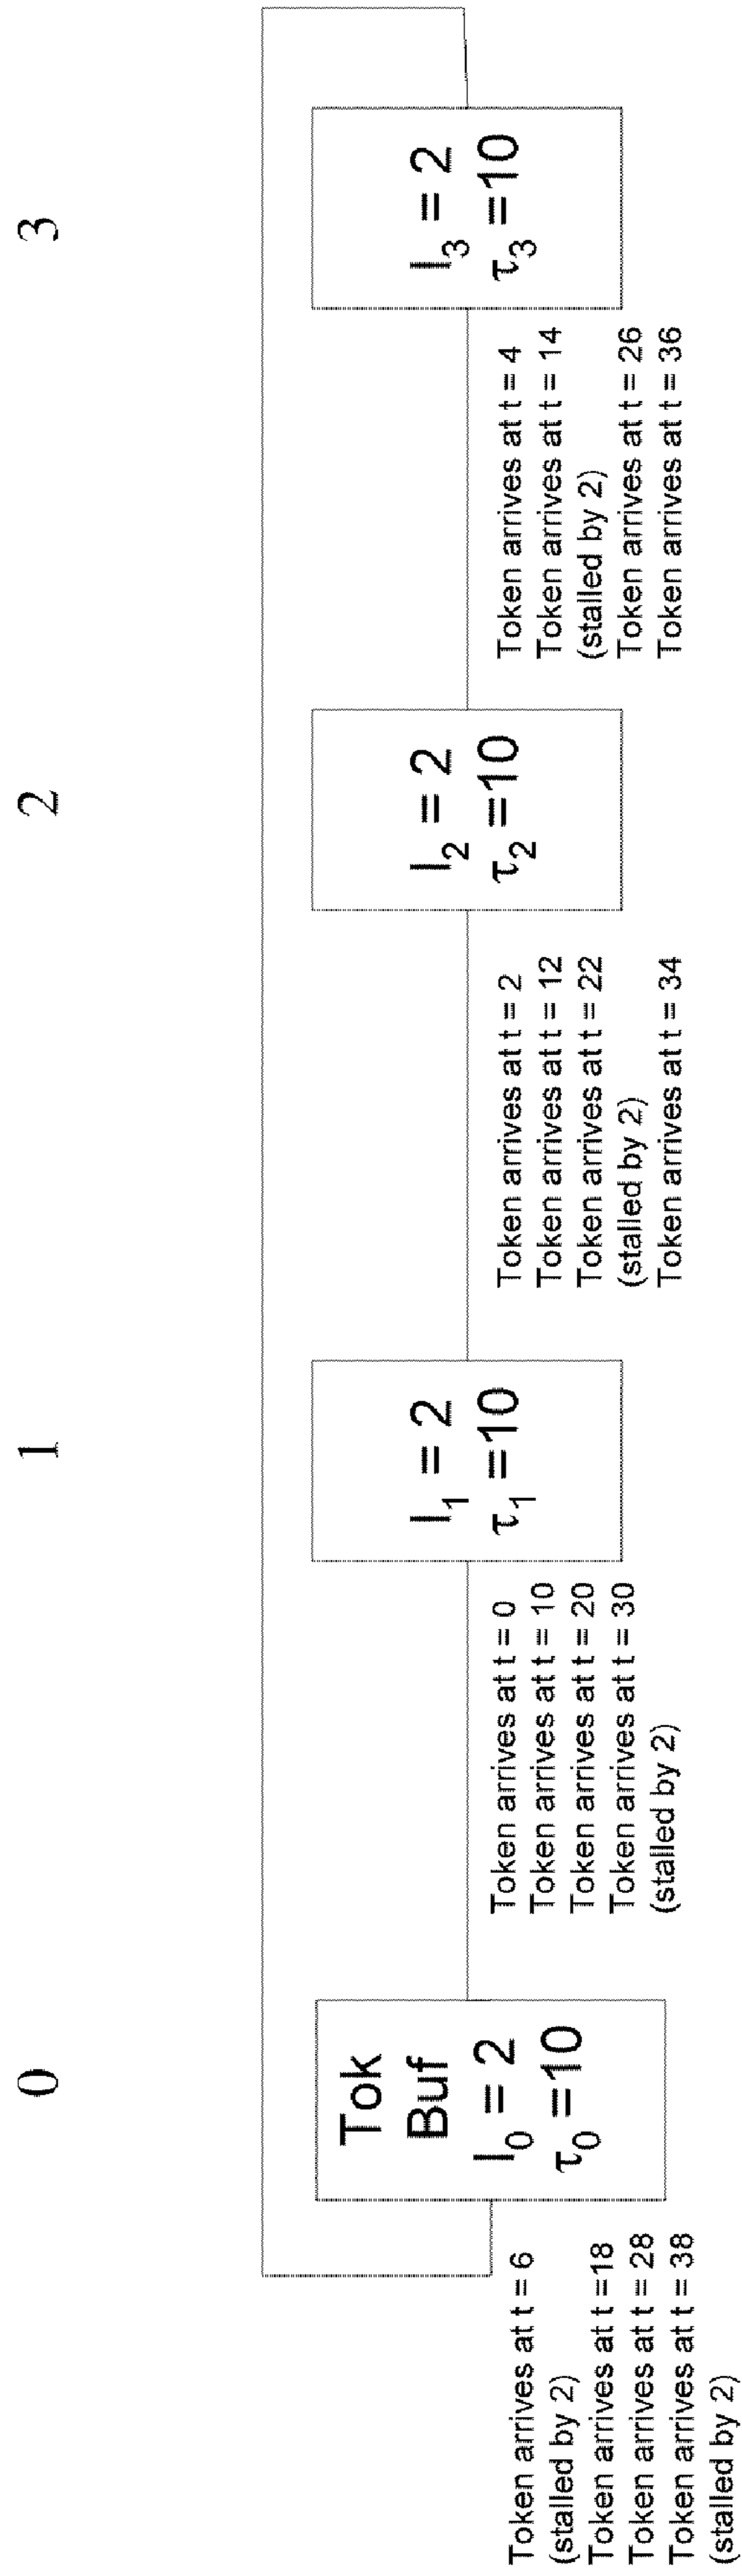 0
1
2
3
Tok
Buf
l0 = 2
τ0 =10
l1 = 2
τ1 =10
l2 = 2
τ2 =10
l3 = 2
τ3 =10
Token arrives at t = 6
(stalled by 2)
Token arrives at t =18
Token arrives at t = 28
Token arrives at t = 38
(stalled by 2)
Token arrives at t = 0
Token arrives at t = 10
Token arrives at t = 20
Token arrives at t = 30
(stalled by 2)
Token arrives at t = 2
Token arrives at t = 12
Token arrives at t = 22
(stalled by 2)
Token arrives at t = 34
Token arrives at t = 4
Token arrives at t = 14
(stalled by 2)
Token arrives at t = 26
Token arrives at t = 36